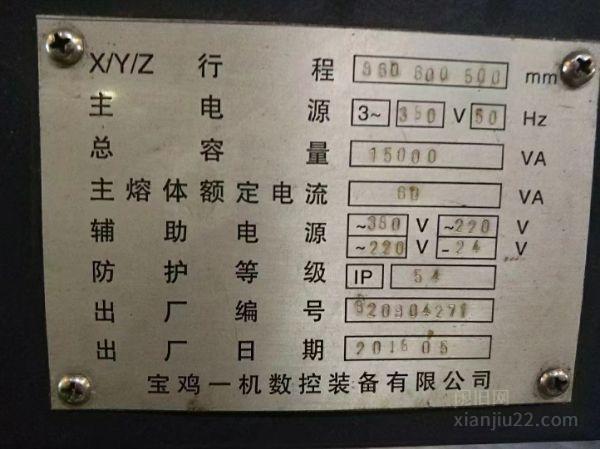 X/Y/Z 行 程 860 600 500 mm
主 电 源 3~ 380 V 50 Hz
总 容 量 15000 VA
主熔体额定电流 60 VA
辅 助 电 源 ~380 V ~220 V
~220 V -24 V
防 护 等 级 IP 54
出 厂 编 号
出 厂 日 期 2016 05
宝鸡一机数控装备有限公司
闲旧网
xianjiu22.com